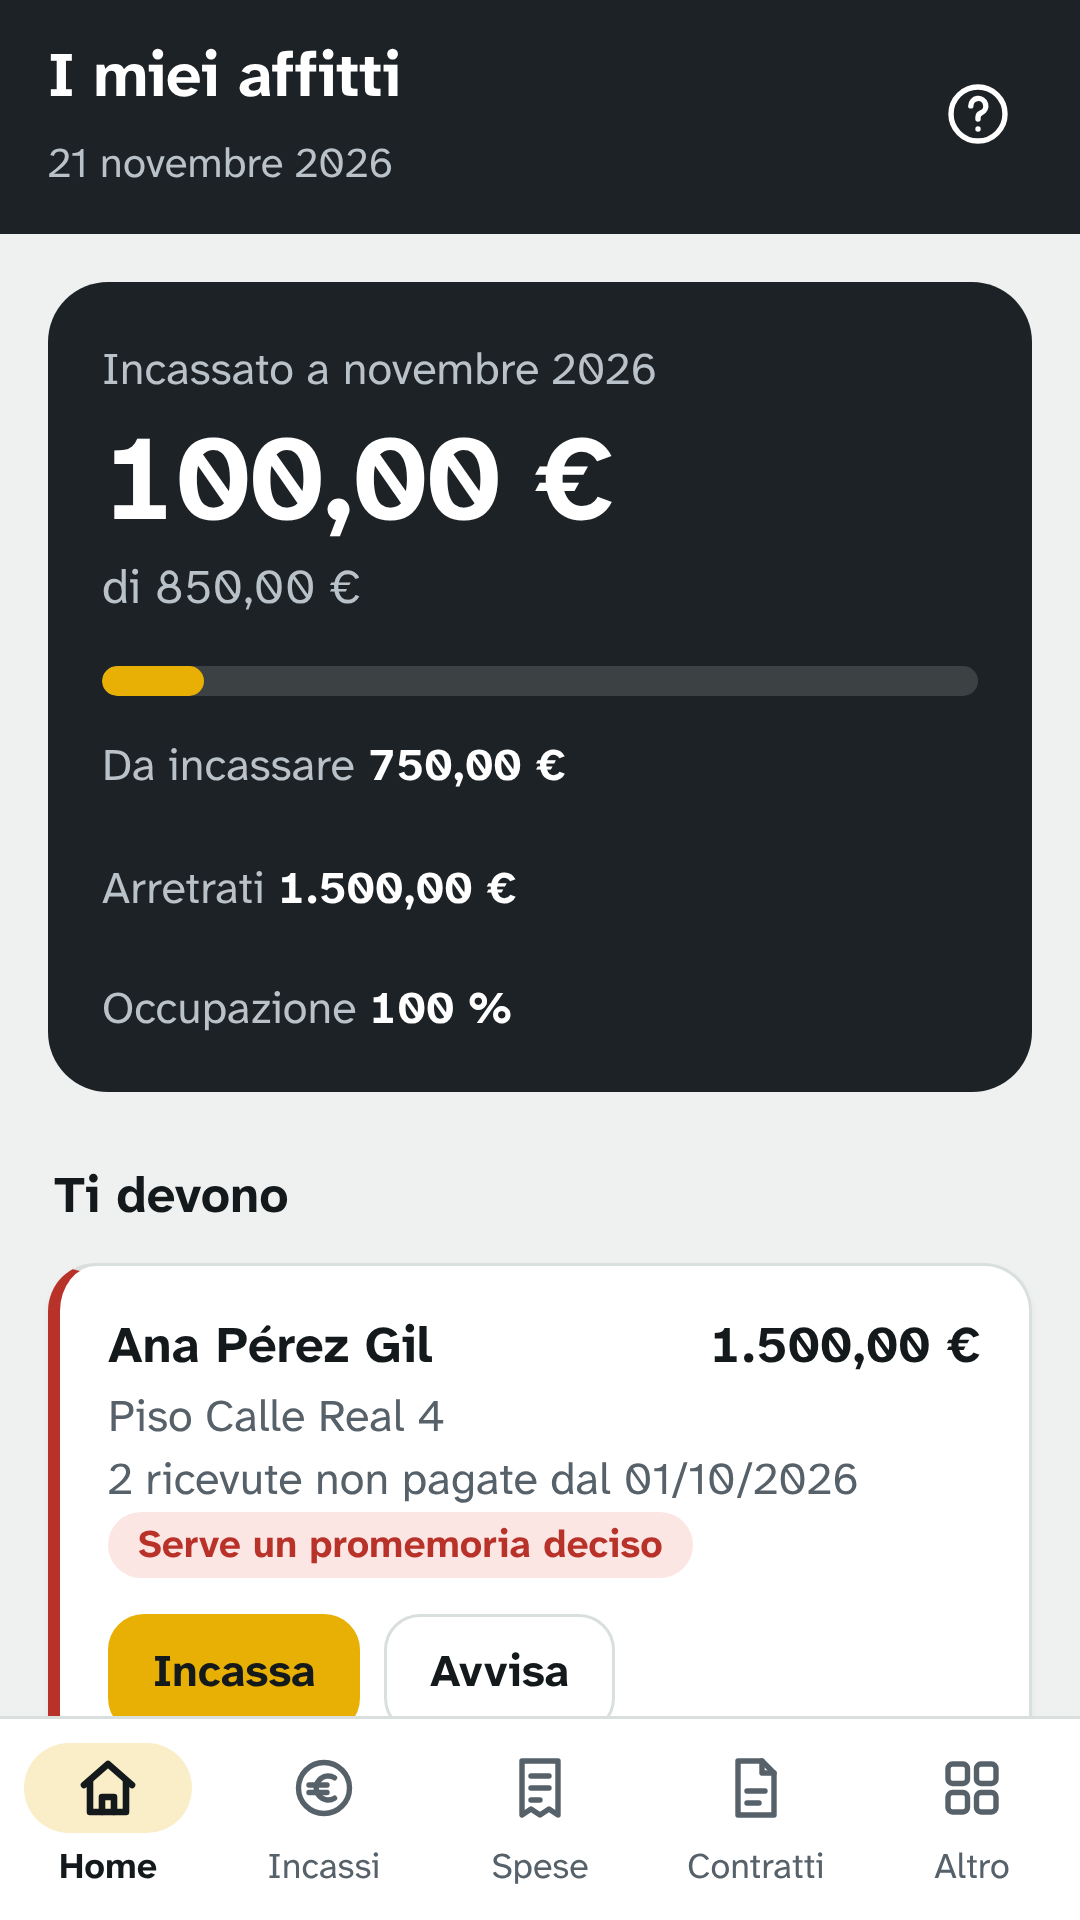 I miei affitti
21 novembre 2026
Incassato a novembre 2026
100,00 €
di 850,00 €
Da incassare 750,00 €
Arretrati 1.500,00 €
Occupazione 100 %
Ti devono
Ana Pérez Gil 1.500,00 €
Piso Calle Real 4
2 ricevute non pagate dal 01/10/2026
Serve un promemoria deciso
Incassa Avvisa
Home Incassi Spese Contratti Altro